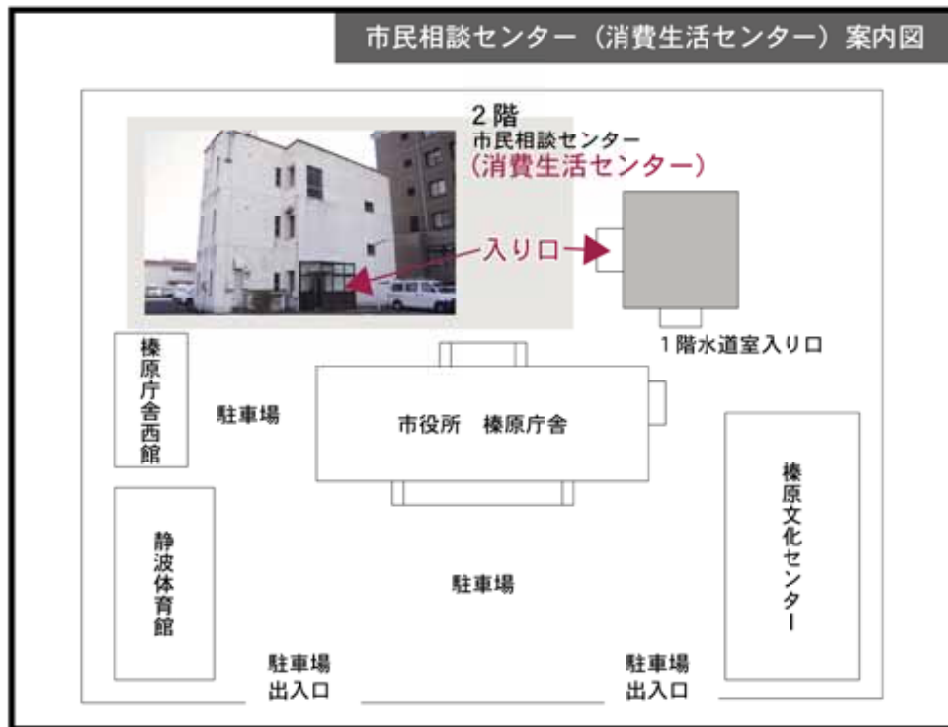 市民相談センター（消費生活センター）案内図
2階
市民相談センター
(消費生活センター)
入り口
1階水道室入り口
榛原庁舎西館
駐車場
市役所　榛原庁舎
榛原文化センター
静波体育館
駐車場
駐車場
出入口
駐車場
出入口